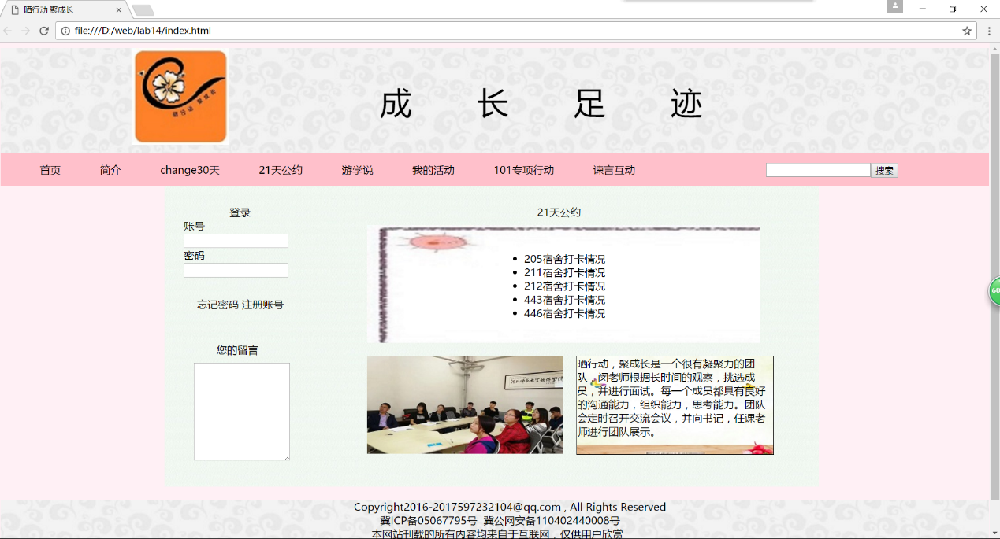 晒行动 聚成长
file:///D:/web/lab14/index.html
晒行动 聚成长
成 长 足 迹
首页 简介 change30天 21天公约 游学说 我的活动 101专项行动 谏言互动 搜索
登录
账号
密码
忘记密码 注册账号
您的留言
21天公约
205宿舍打卡情况
211宿舍打卡情况
212宿舍打卡情况
443宿舍打卡情况
446宿舍打卡情况
晒行动，聚成长是一个很有凝聚力的团
队，闵老师根据长时间的观察，挑选成
员，并进行面试。每一个成员都具有良好
的沟通能力，组织能力，思考能力。团队
会定时召开交流会议，并向书记，任课老
师进行团队展示。
68
Copyright2016-2017597232104@qq.com , All Rights Reserved
冀ICP备05067795号 冀公网安备110402440008号
本网站刊载的所有内容均来自于互联网，仅供用户欣赏